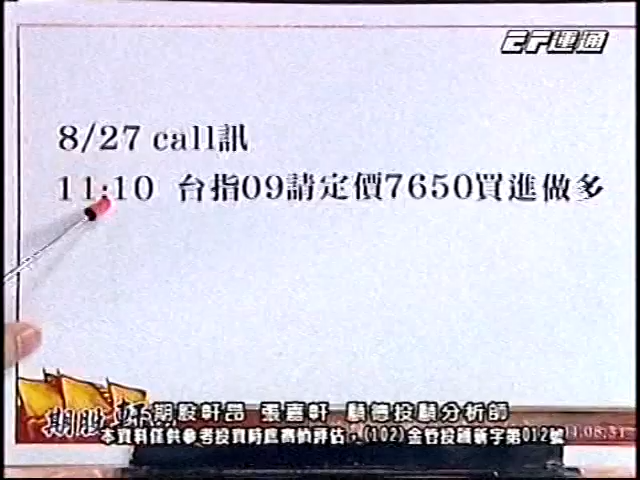 運通
8/27 call訊
11:10 台指09請定價7650買進做多
期股軒昂 張嘉軒 顧德投顧分析師
本資料僅供參考投資時應審慎評估，(102)金管投顧新字第012號